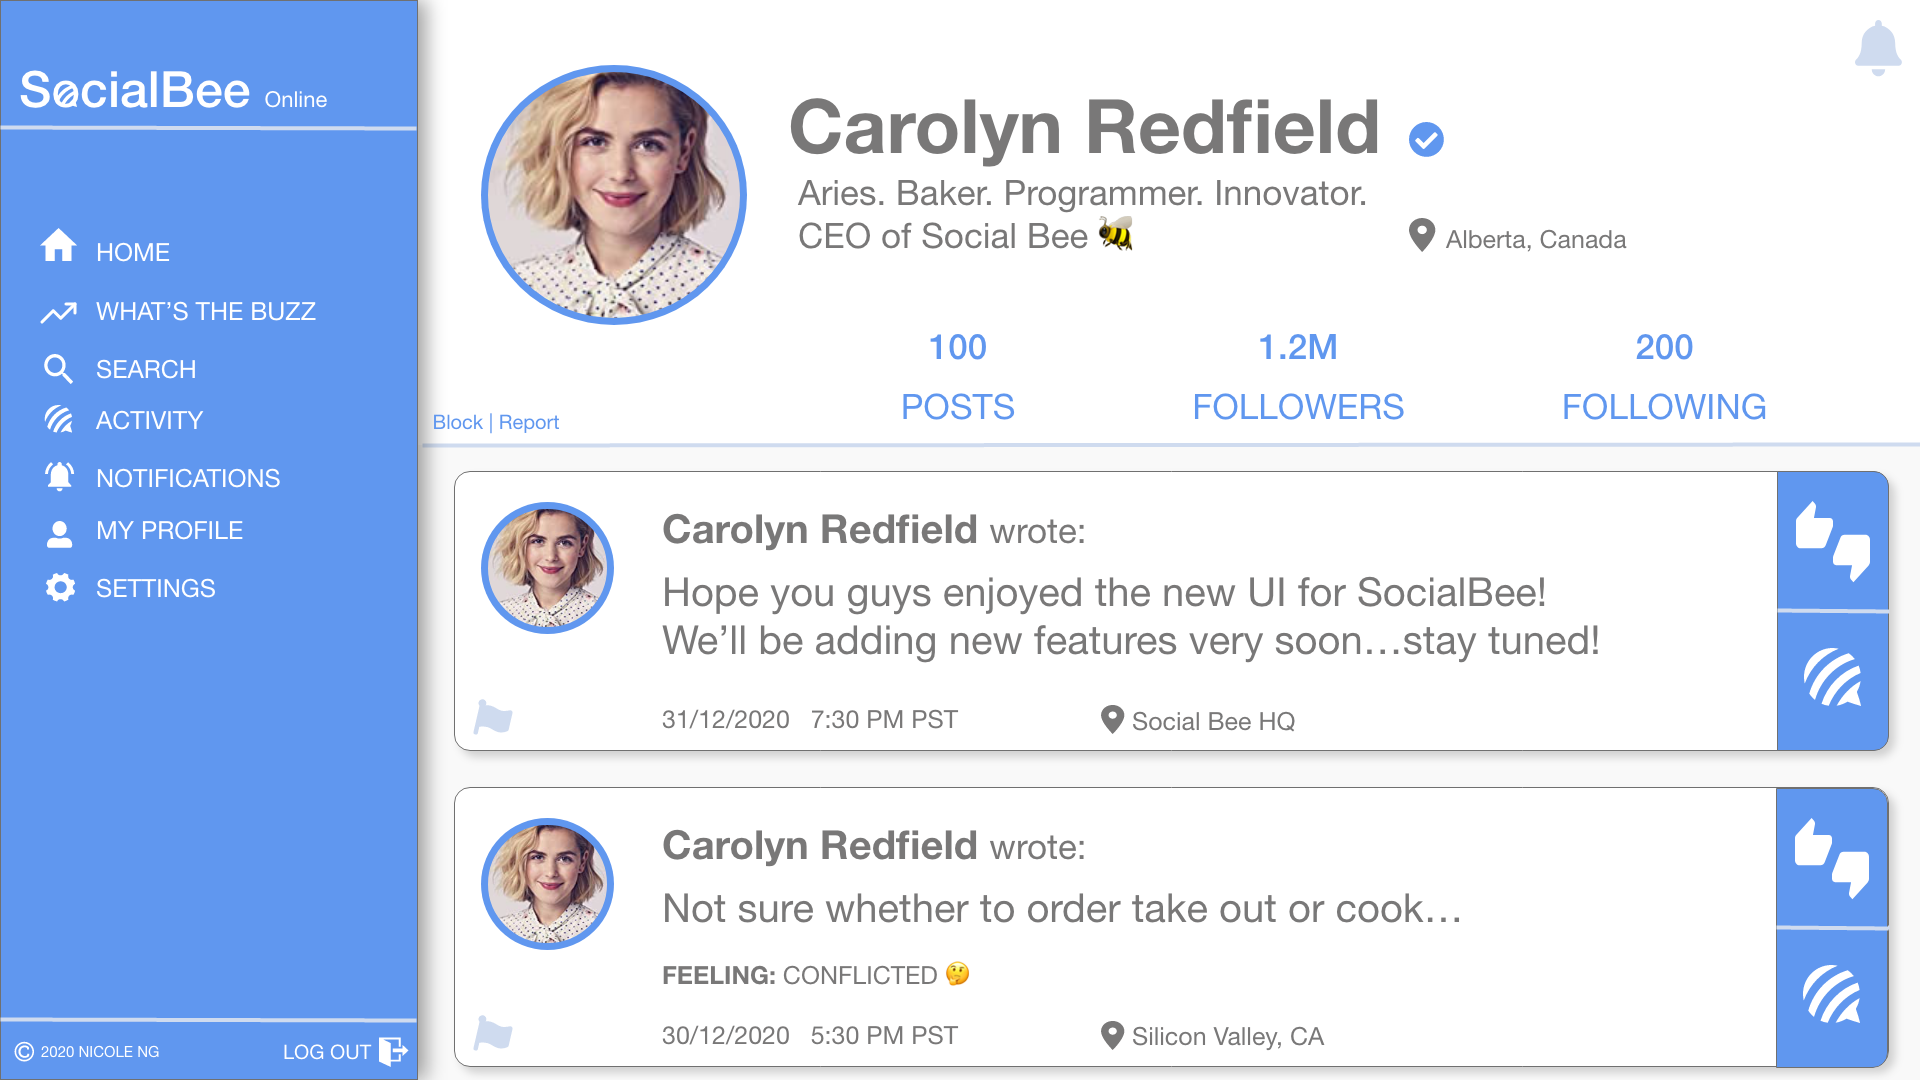 SocialBee Online
HOME
WHAT’S THE BUZZ
SEARCH
ACTIVITY
NOTIFICATIONS
MY PROFILE
SETTINGS
© 2020 NICOLE NG
LOG OUT
Carolyn Redfield
Aries. Baker. Programmer. Innovator.
CEO of Social Bee 🐝
Alberta, Canada
100
POSTS
1.2M
FOLLOWERS
200
FOLLOWING
Block | Report
Carolyn Redfield wrote:
Hope you guys enjoyed the new UI for SocialBee!
We’ll be adding new features very soon…stay tuned!
31/12/2020 7:30 PM PST
Social Bee HQ
Carolyn Redfield wrote:
Not sure whether to order take out or cook…
FEELING: CONFLICTED 🤔
30/12/2020 5:30 PM PST
Silicon Valley, CA